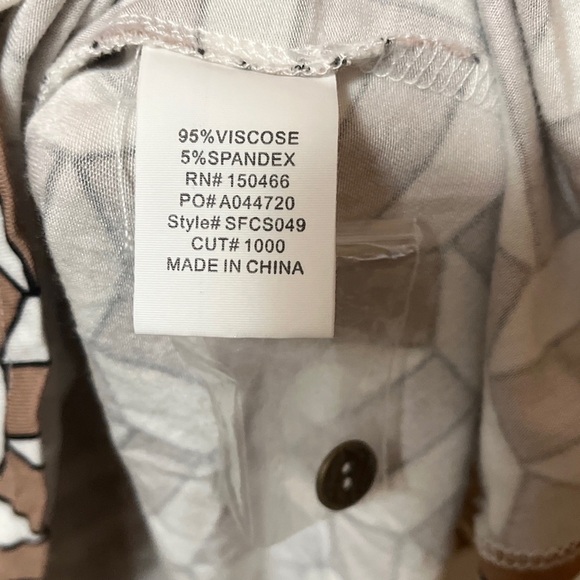 95%VISCOSE
5%SPANDEX
RN# 150466
PO# A044720
Style# SFCS049
CUT# 1000
MADE IN CHINA